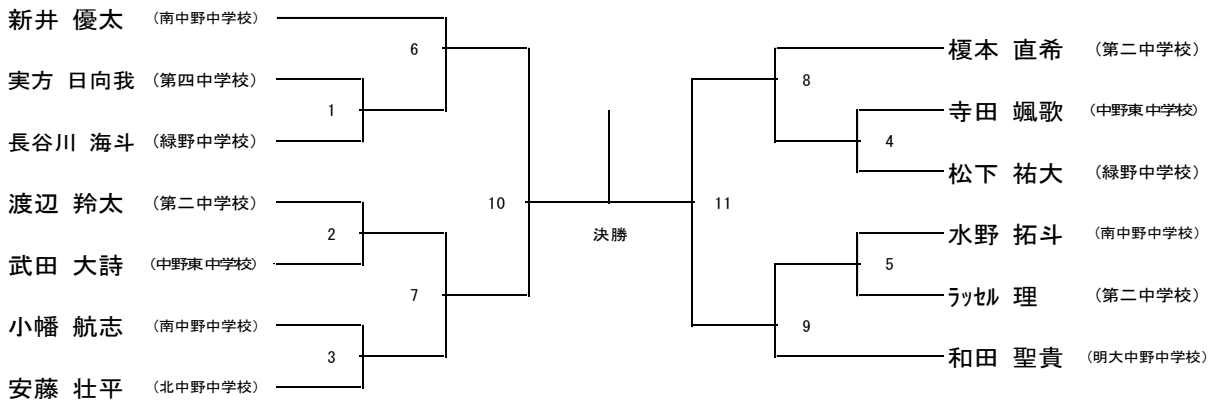 新井 優太 (南中野中学校)
6
実方 日向我 (第四中学校)
1
長谷川 海斗 (緑野中学校)
渡辺 羚太 (第二中学校)
10
2
武田 大詩 (中野東中学校)
7
小幡 航志 (南中野中学校)
3
安藤 壮平 (北中野中学校)
決勝
榎本 直希 (第二中学校)
8
寺田 颯歌 (中野東中学校)
4
松下 祐大 (緑野中学校)
11
水野 拓斗 (南中野中学校)
5
ラッセル 理 (第二中学校)
9
和田 聖貴 (明大中野中学校)